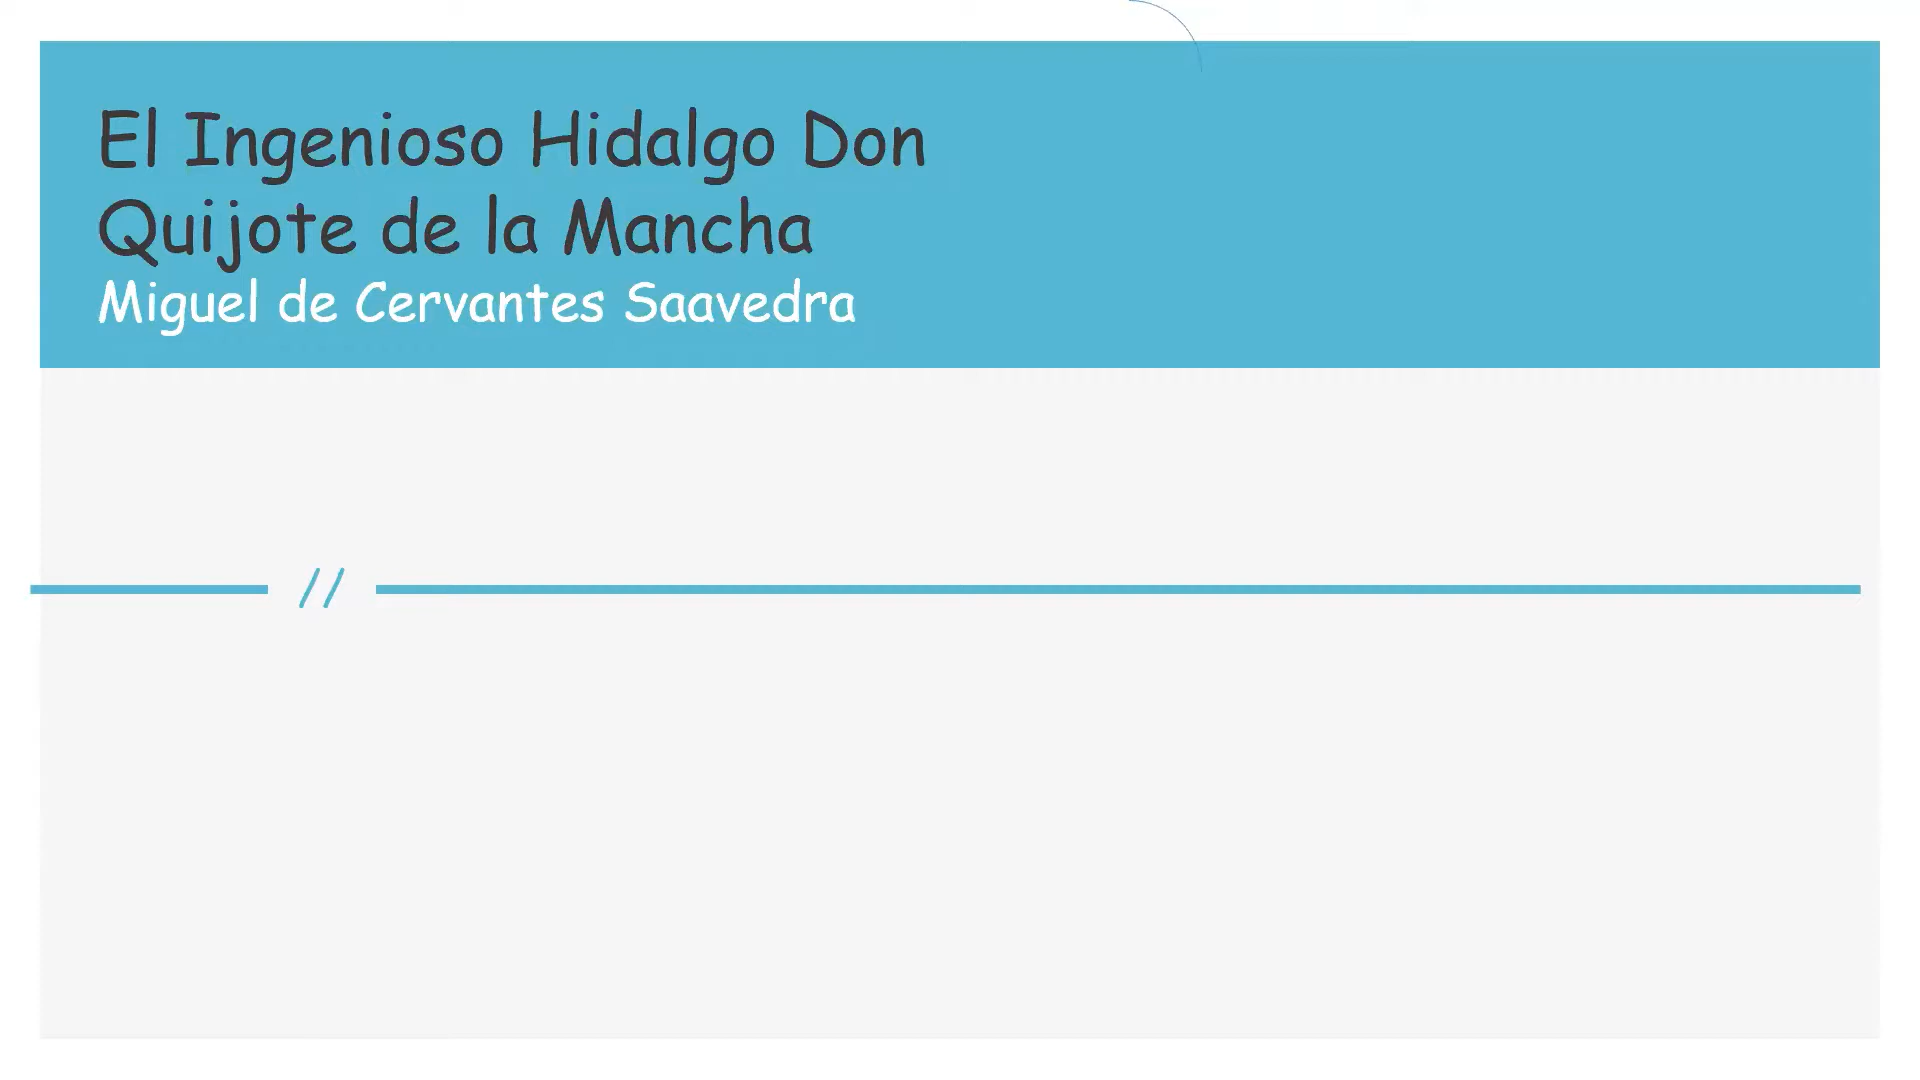 El Ingenioso Hidalgo Don
Quijote de la Mancha
Miguel de Cervantes Saavedra
//